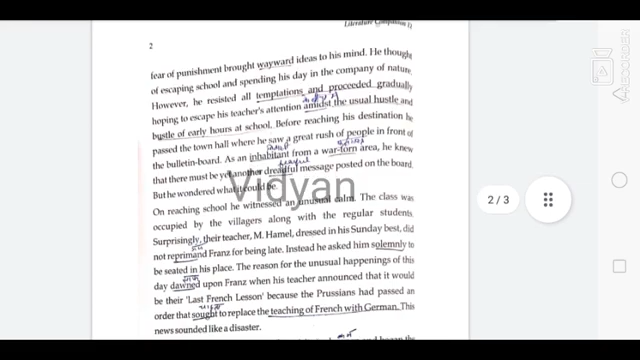 Literature Companion 12
2
fear of punishment brought wayward ideas to his mind. He thought
of escaping school and spending his day in the company of nature.
However, he resisted all temptations and proceeded gradually
hoping to escape his teacher's attention amidst the usual hustle and
bustle of early hours at school. Before reaching his destination he
passed the town hall where he saw a great rush of people in front of
the bulletin-board. As an inhabitant from a war-torn area, he knew
that there must be yet another dreadful message posted on the board.
But he wondered what it could be.
Vidyan
On reaching school he witnessed an unusual calm. The class was
occupied by the villagers along with the regular students.
Surprisingly, their teacher, M. Hamel, dressed in his Sunday best, did
not reprimand Franz for being late. Instead he asked him solemnly to
be seated in his place. The reason for the unusual happenings of this
day dawned upon Franz when his teacher announced that it would
be their 'Last French Lesson' because the Prussians had passed an
order that sought to replace the teaching of French with German. This
news sounded like a disaster.
2 / 3
RECORDER